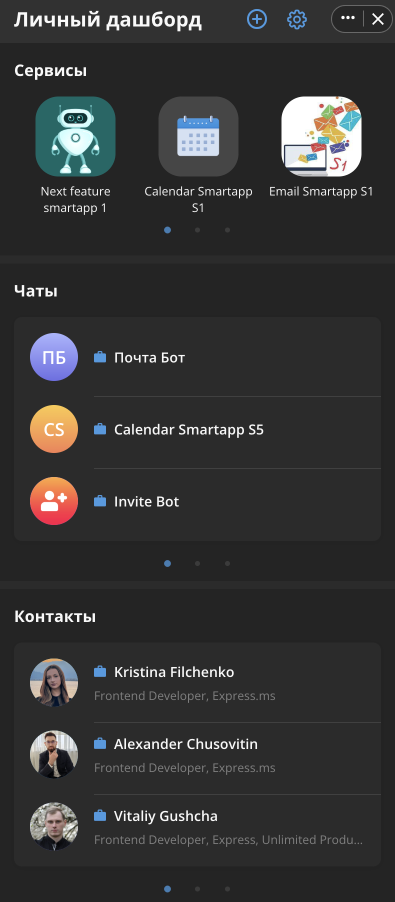 Личный дашборд
Сервисы
S1
Next feature
smartapp 1
Calendar Smartapp
S1
Email Smartapp S1
Чаты
ПБ
Почта Бот
CS
Calendar Smartapp S5
Invite Bot
Контакты
Kristina Filchenko
Frontend Developer, Express.ms
Alexander Chusovitin
Frontend Developer, Express.ms
Vitaliy Gushcha
Frontend Developer, Express, Unlimited Produ...